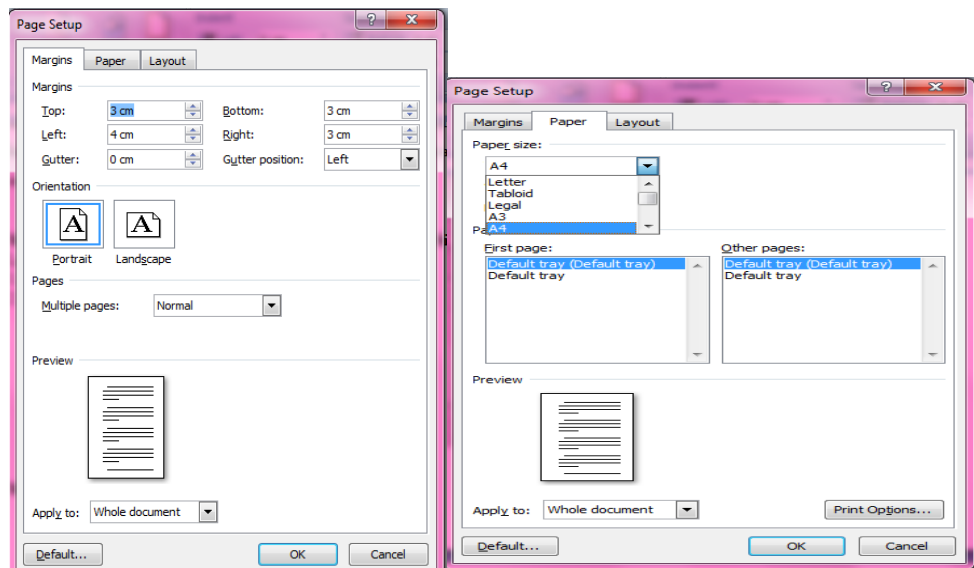 Page Setup
Margins Paper Layout
Margins
Top: 3 cm Bottom: 3 cm
Left: 4 cm Right: 3 cm
Gutter: 0 cm Gutter position: Left
Orientation
A A
Portrait Landscape
Pages
Multiple pages: Normal
Preview
Apply to: Whole document
Default... OK Cancel
Page Setup
Margins Paper Layout
Paper size:
A4
Letter
Tabloid
Legal
A3
A4
Pa
First page: Other pages:
Default tray (Default tray) Default tray (Default tray)
Default tray Default tray
Preview
Apply to: Whole document Print Options...
Default... OK Cancel